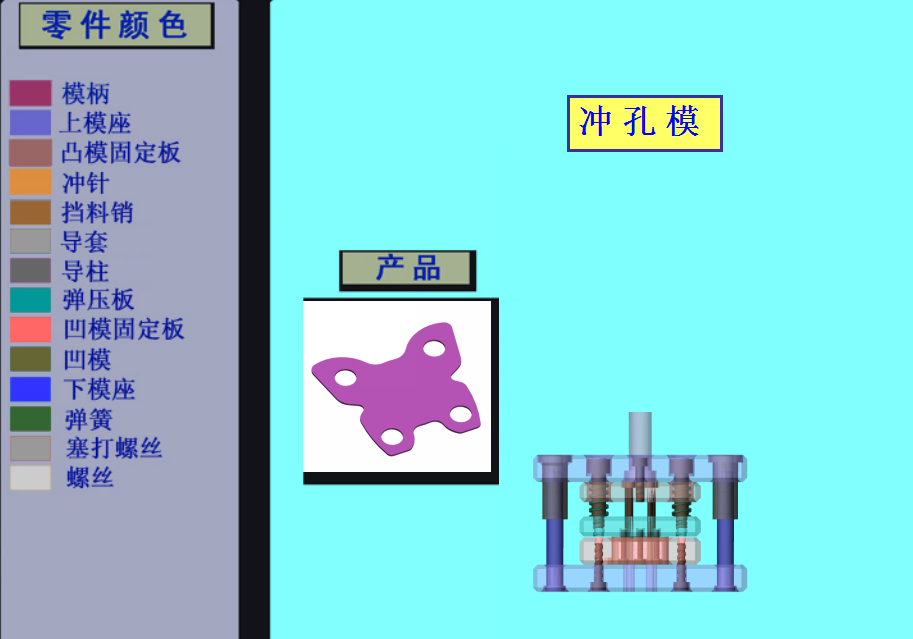 零件颜色
模柄
上模座
凸模固定板
冲针
挡料销
导套
导柱
弹压板
凹模固定板
凹模
下模座
弹簧
塞打螺丝
螺丝
冲孔模
产品